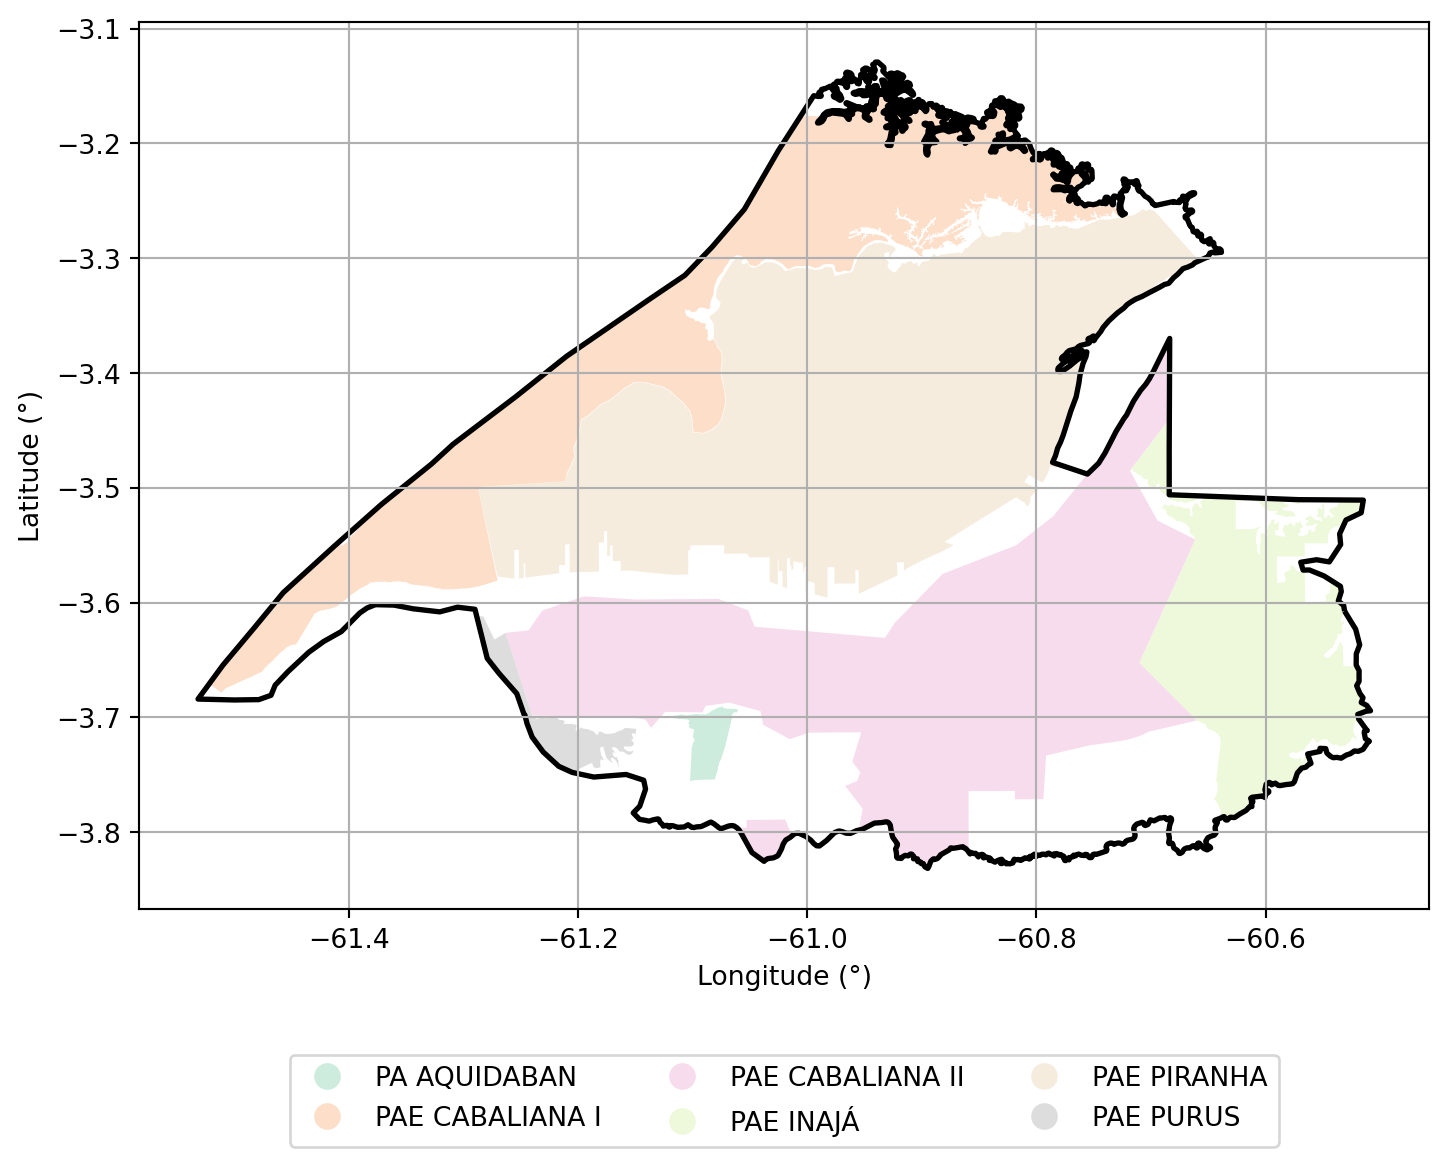 −3.1
−3.2
−3.3
−3.4
−3.5
−3.6
−3.7
−3.8
Latitude (°)
−61.4 −61.2 −61.0 −60.8 −60.6
Longitude (°)
PA AQUIDABAN PAE CABALIANA II PAE PIRANHA
PAE CABALIANA I PAE INAJÁ PAE PURUS